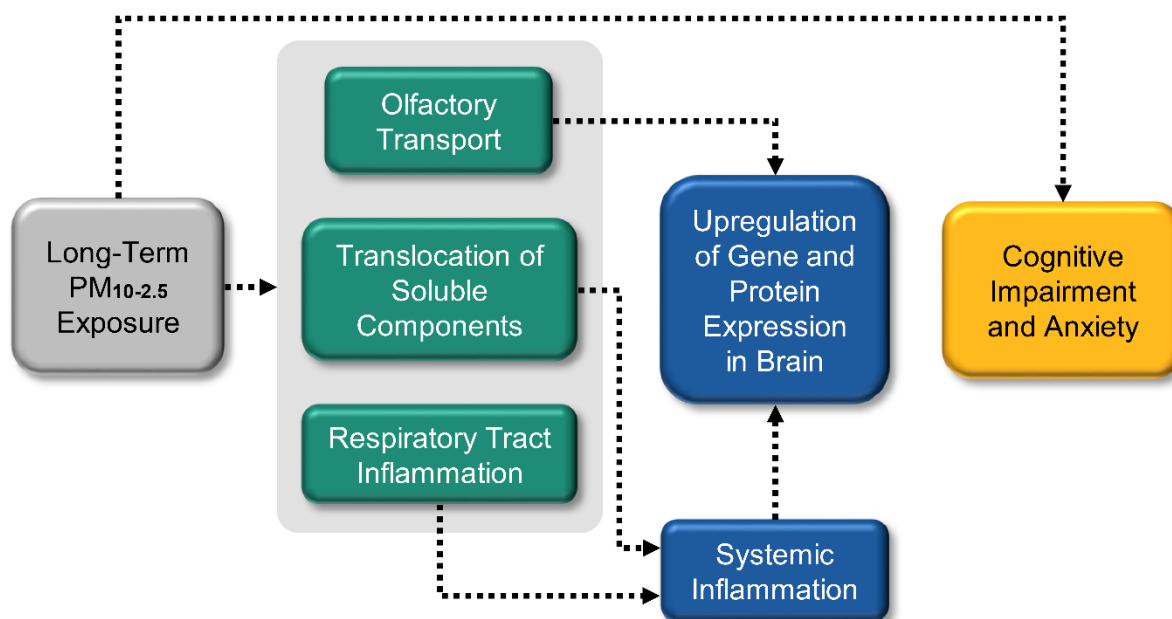 Olfactory
Transport
Long-Term
PM10-2.5
Exposure
Translocation of
Soluble
Components
Respiratory Tract
Inflammation
Upregulation
of Gene and
Protein
Expression
in Brain
Systemic
Inflammation
Cognitive
Impairment
and Anxiety